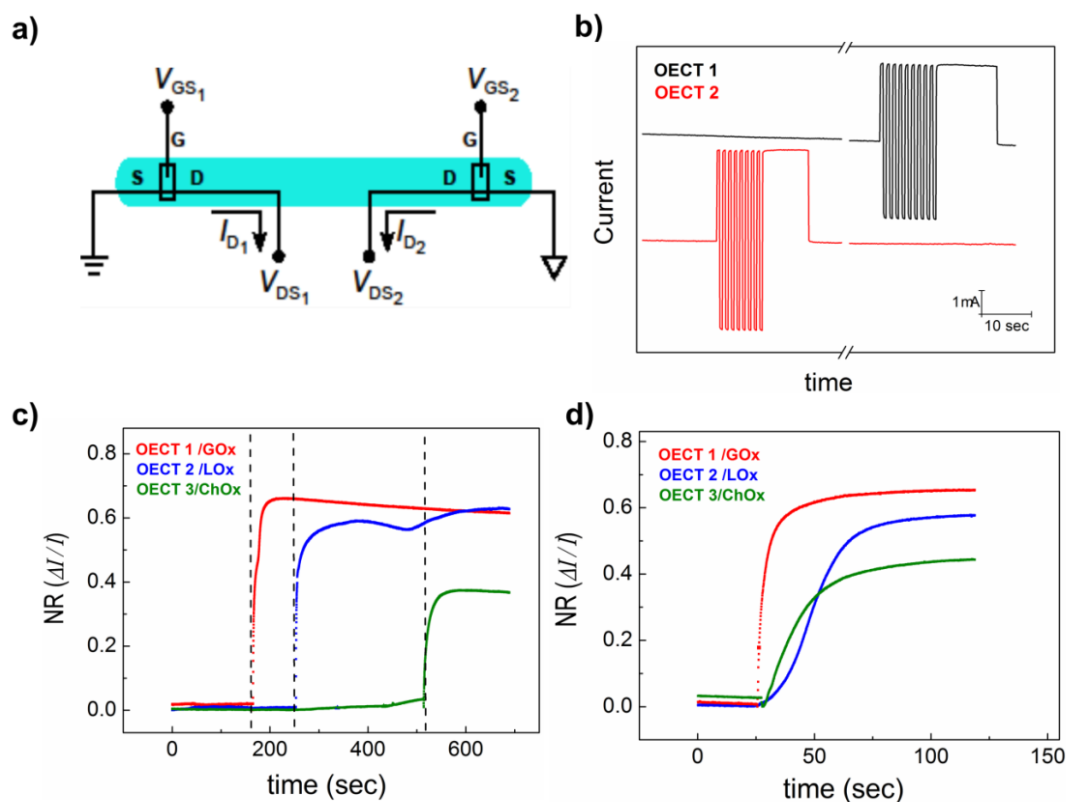 a)
V_GS1
V_GS2
G
G
S D
D S
I_D1
I_D2
V_DS1
V_DS2
b)
OECT 1
OECT 2
Current
1mA
10 sec
time
c)
OECT 1 /GOx
OECT 2 /LOx
OECT 3/ChOx
NR (ΔI/I)
0.8
0.6
0.4
0.2
0.0
0 200 400 600
time (sec)
d)
OECT 1 /GOx
OECT 2 /LOx
OECT 3/ChOx
NR (ΔI/I)
0.8
0.6
0.4
0.2
0.0
0 50 100 150
time (sec)